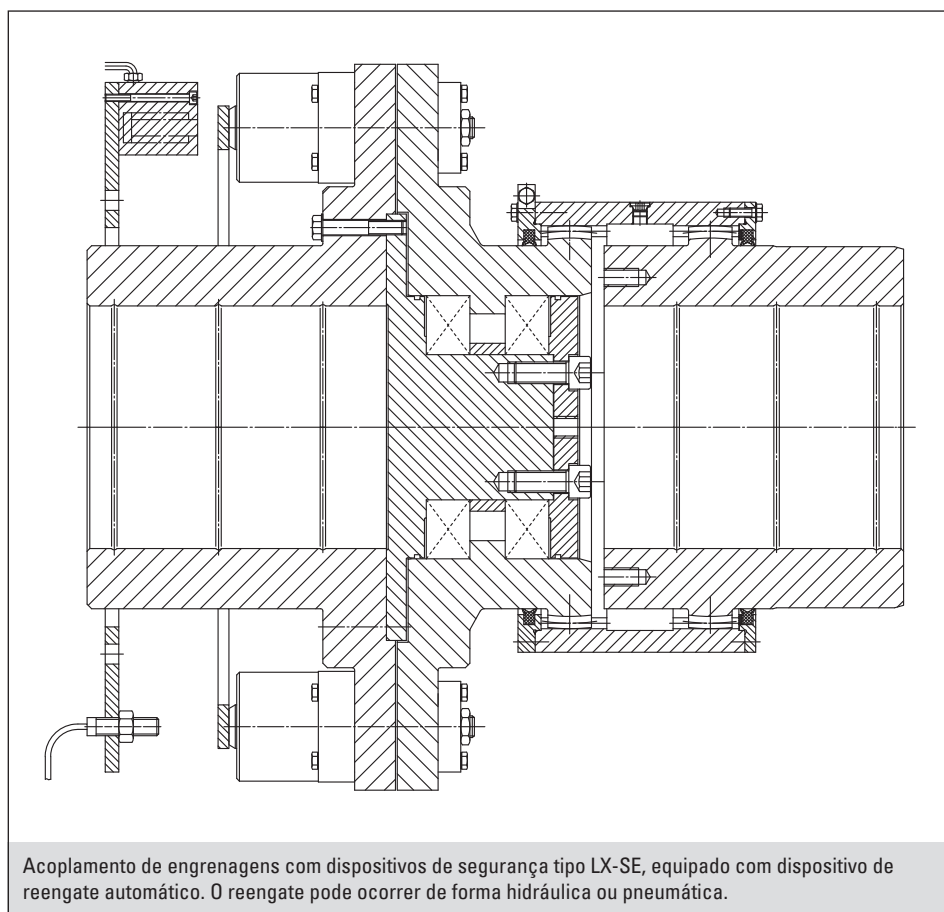 Acoplamento de engrenagens com dispositivos de segurança tipo LX-SE, equipado com dispositivo de
reengate automático. O reengate pode ocorrer de forma hidráulica ou pneumática.